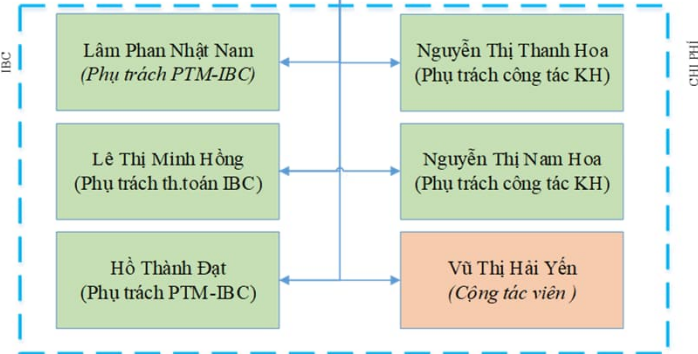 IBC
Lâm Phan Nhật Nam
(Phụ trách PTM-IBC)
Nguyễn Thị Thanh Hoa
(Phụ trách công tác KH)
CHI PHÍ
Lê Thị Minh Hồng
(Phụ trách th.toán IBC)
Nguyễn Thị Nam Hoa
(Phụ trách công tác KH)
Hồ Thành Đạt
(Phụ trách PTM-IBC)
Vũ Thị Hải Yến
(Cộng tác viên )